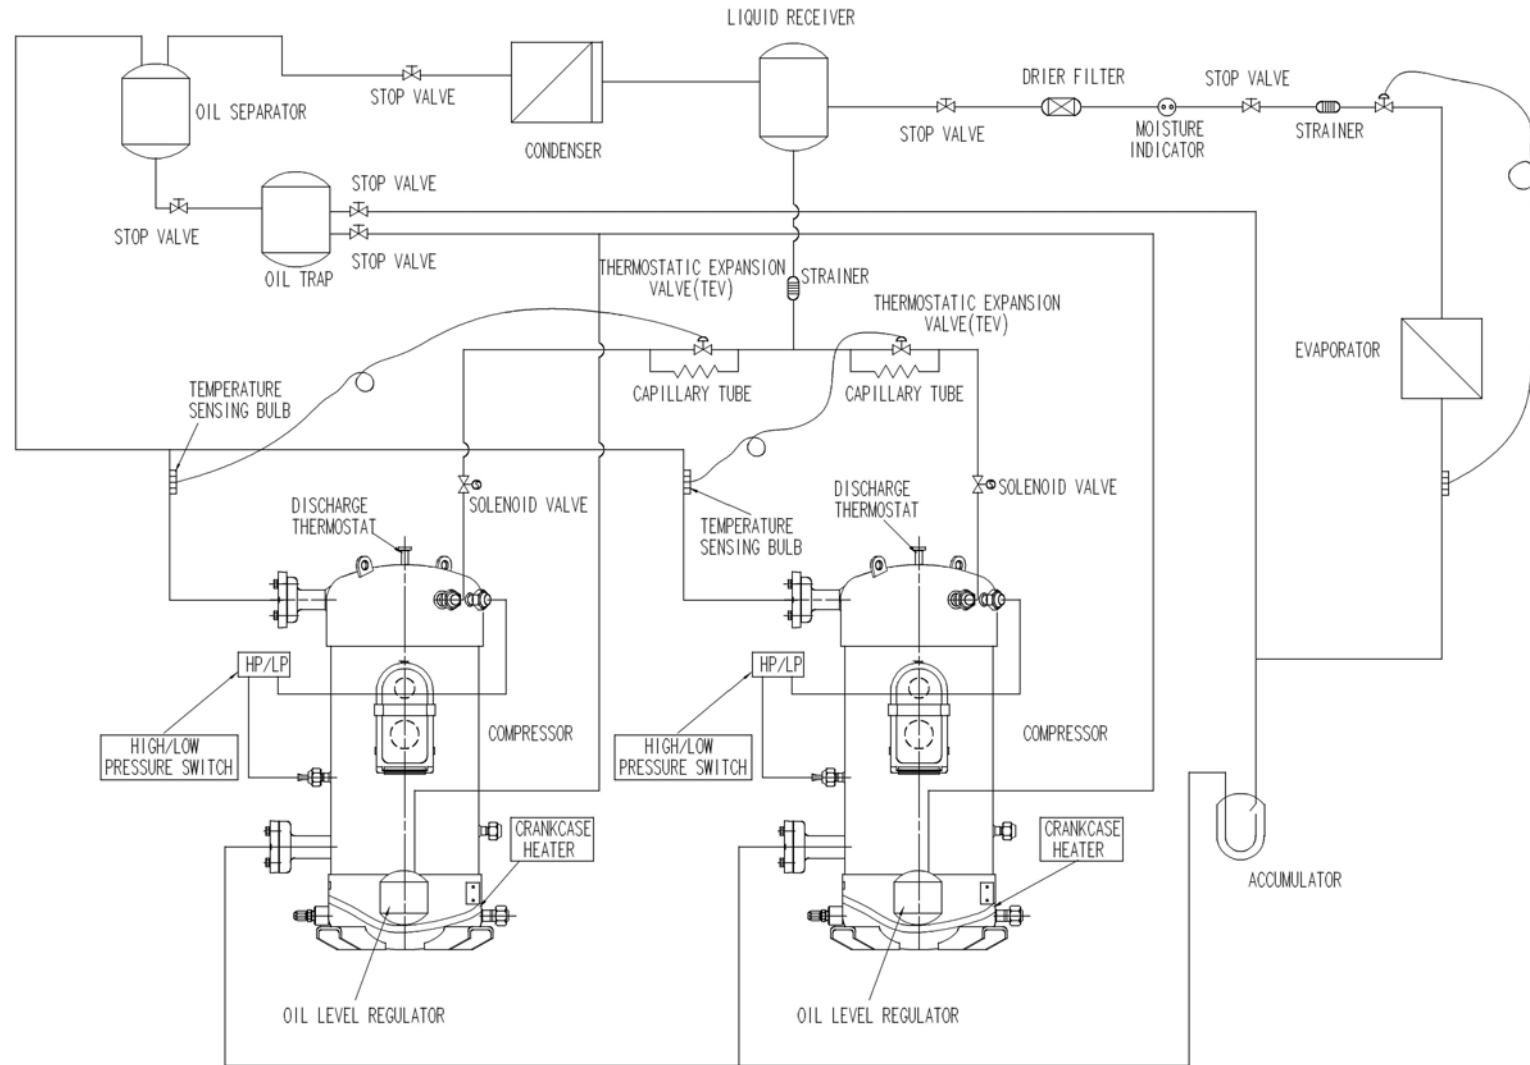 LIQUID RECEIVER
OIL SEPARATOR
STOP VALVE
CONDENSER
STOP VALVE
DRIER FILTER
MOISTURE
INDICATOR
STOP VALVE
STRAINER
STOP VALVE
STOP VALVE
STOP VALVE
OIL TRAP
THERMOSTATIC EXPANSION
VALVE(TEV)
STRAINER
THERMOSTATIC EXPANSION
VALVE(TEV)
CAPILLARY TUBE
CAPILLARY TUBE
EVAPORATOR
TEMPERATURE
SENSING BULB
DISCHARGE
THERMOSTAT
SOLENOID VALVE
TEMPERATURE
SENSING BULB
DISCHARGE
THERMOSTAT
SOLENOID VALVE
HP/LP
HIGH/LOW
PRESSURE SWITCH
COMPRESSOR
HP/LP
HIGH/LOW
PRESSURE SWITCH
COMPRESSOR
CRANKCASE
HEATER
CRANKCASE
HEATER
ACCUMULATOR
OIL LEVEL REGULATOR
OIL LEVEL REGULATOR